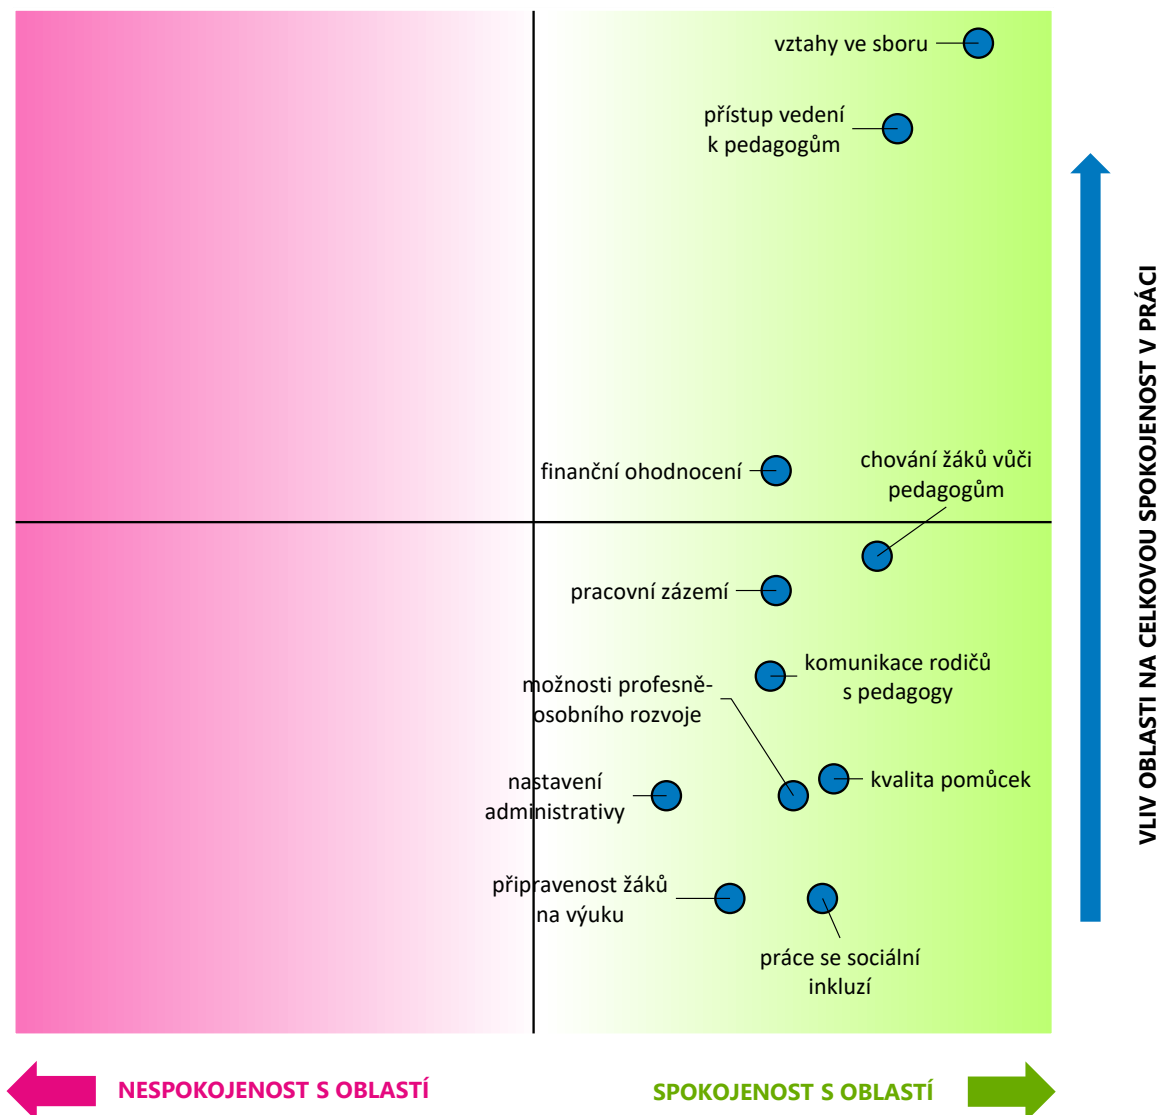 vztahy ve sboru
přístup vedení
k pedagogům
finanční ohodnocení
chování žáků vůči
pedagogům
pracovní zázemí
komunikace rodičů
s pedagogy
možnosti profesně-
osobního rozvoje
nastavení
administrativy
kvalita pomůcek
připravenost žáků
na výuku
práce se sociální
inkluzí
VLIV OBLASTI NA CELKOVOU SPOKOJENOST V PRÁCI
NESPOKOJENOST S OBLASTÍ
SPOKOJENOST S OBLASTÍ